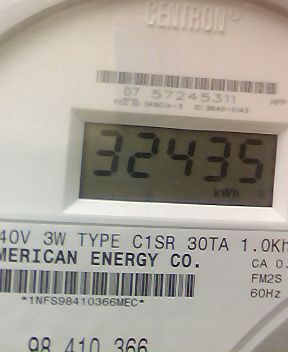 CENTRON®
07 57245311
32435
kWh
40V 3W TYPE C1SR 30TA 1.0Kh
MERICAN ENERGY CO.
CA 0.
FM2S
60Hz
*1NFS98410366MEC*
98 410 366